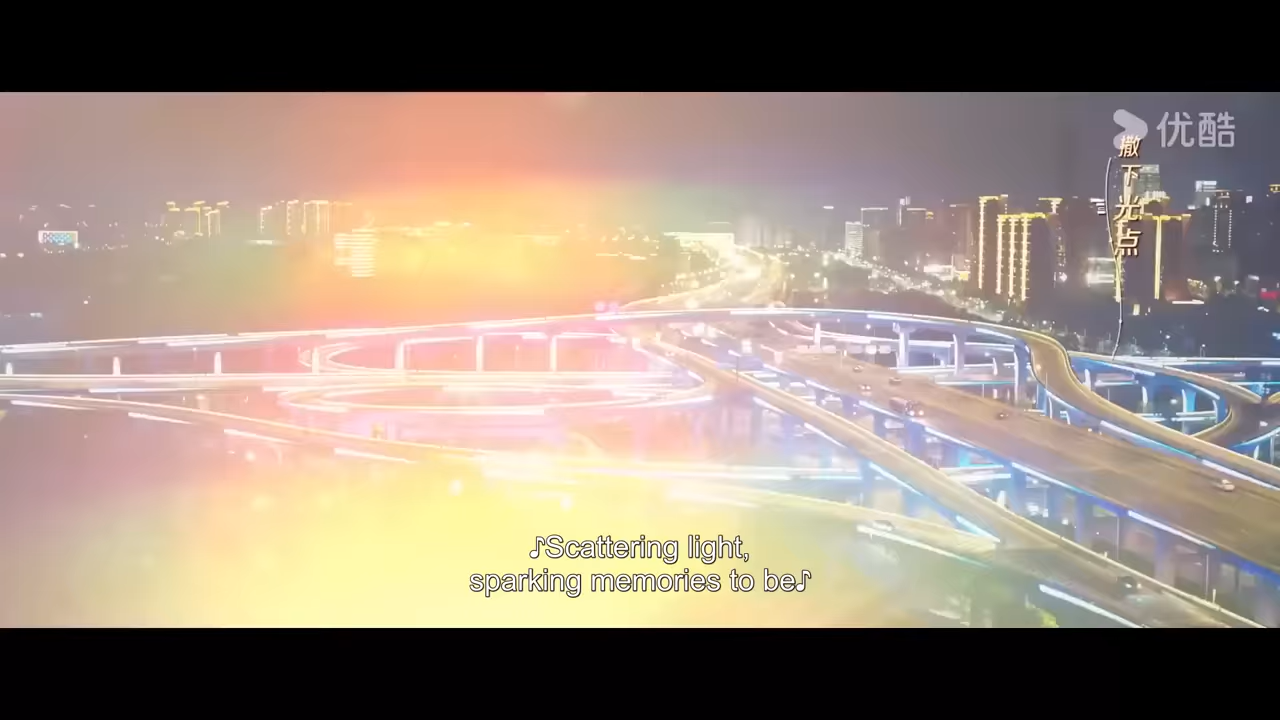 优酷
撒下光点
♪Scattering light,
sparking memories to be♪